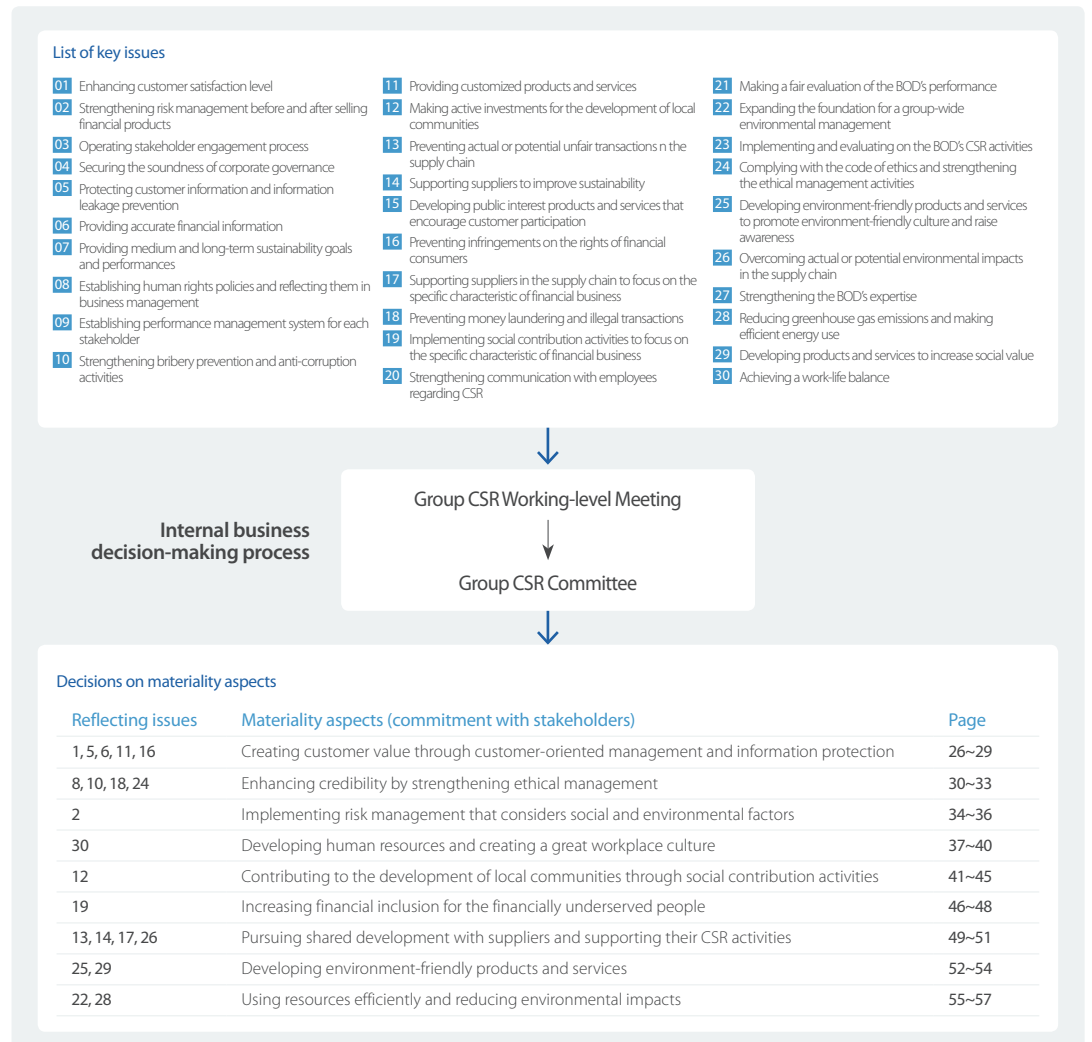 List of key issues
01 Enhancing customer satisfaction level
02 Strengthening risk management before and after selling
financial products
03 Operating stakeholder engagement process
04 Securing the soundness of corporate governance
05 Protecting customer information and information
leakage prevention
06 Providing accurate financial information
07 Providing medium and long-term sustainability goals
and performances
08 Establishing human rights policies and reflecting them in
business management
09 Establishing performance management system for each
stakeholder
10 Strengthening bribery prevention and anti-corruption
activities
11 Providing customized products and services
12 Making active investments for the development of local
communities
13 Preventing actual or potential unfair transactions n the
supply chain
14 Supporting suppliers to improve sustainability
15 Developing public interest products and services that
encourage customer participation
16 Preventing infringements on the rights of financial
consumers
17 Supporting suppliers in the supply chain to focus on the
specific characteristic of financial business
18 Preventing money laundering and illegal transactions
19 Implementing social contribution activities to focus on
the specific characteristic of financial business
20 Strengthening communication with employees
regarding CSR
21 Making a fair evaluation of the BOD's performance
22 Expanding the foundation for a group-wide
environmental management
23 Implementing and evaluating on the BOD's CSR activities
24 Complying with the code of ethics and strengthening
the ethical management activities
25 Developing environment-friendly products and services
to promote environment-friendly culture and raise
awareness
26 Overcoming actual or potential environmental impacts
in the supply chain
27 Strengthening the BOD's expertise
28 Reducing greenhouse gas emissions and making
efficient energy use
29 Developing products and services to increase social value
30 Achieving a work-life balance
Internal business
decision-making process
Group CSR Working-level Meeting
Group CSR Committee
Decisions on materiality aspects
Reflecting issues Materiality aspects (commitment with stakeholders) Page
1, 5, 6, 11, 16 Creating customer value through customer-oriented management and information protection 26~29
8, 10, 18, 24 Enhancing credibility by strengthening ethical management 30~33
2 Implementing risk management that considers social and environmental factors 34~36
30 Developing human resources and creating a great workplace culture 37~40
12 Contributing to the development of local communities through social contribution activities 41~45
19 Increasing financial inclusion for the financially underserved people 46~48
13, 14, 17, 26 Pursuing shared development with suppliers and supporting their CSR activities 49~51
25, 29 Developing environment-friendly products and services 52~54
22, 28 Using resources efficiently and reducing environmental impacts 55~57